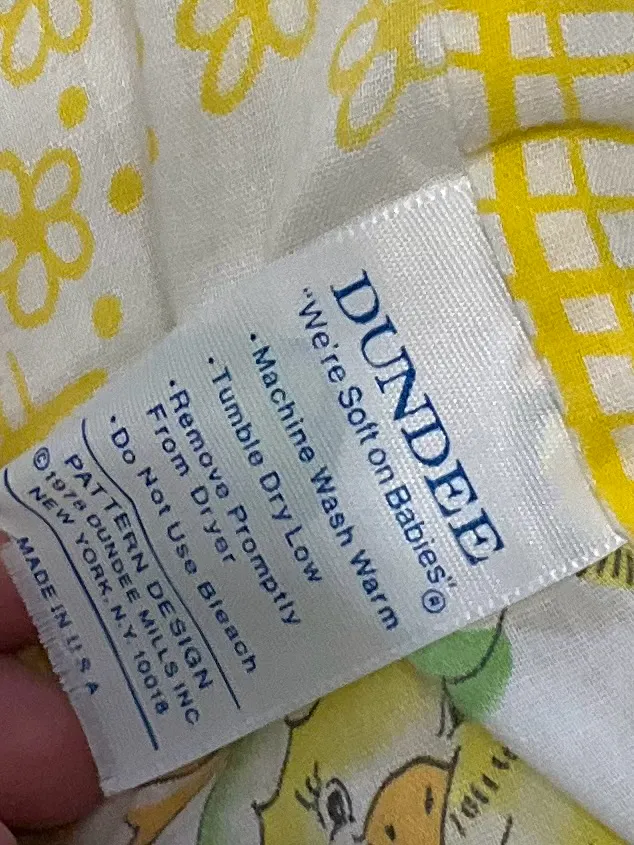 DUNDEE
"We're Soft on Babies"®
•Machine Wash Warm
•Tumble Dry Low
•Remove Promptly
From Dryer
•Do Not Use Bleach
PATTERN DESIGN
© 1978 DUNDEE MILLS INC
NEW YORK, N.Y. 10018
MADE IN U S A